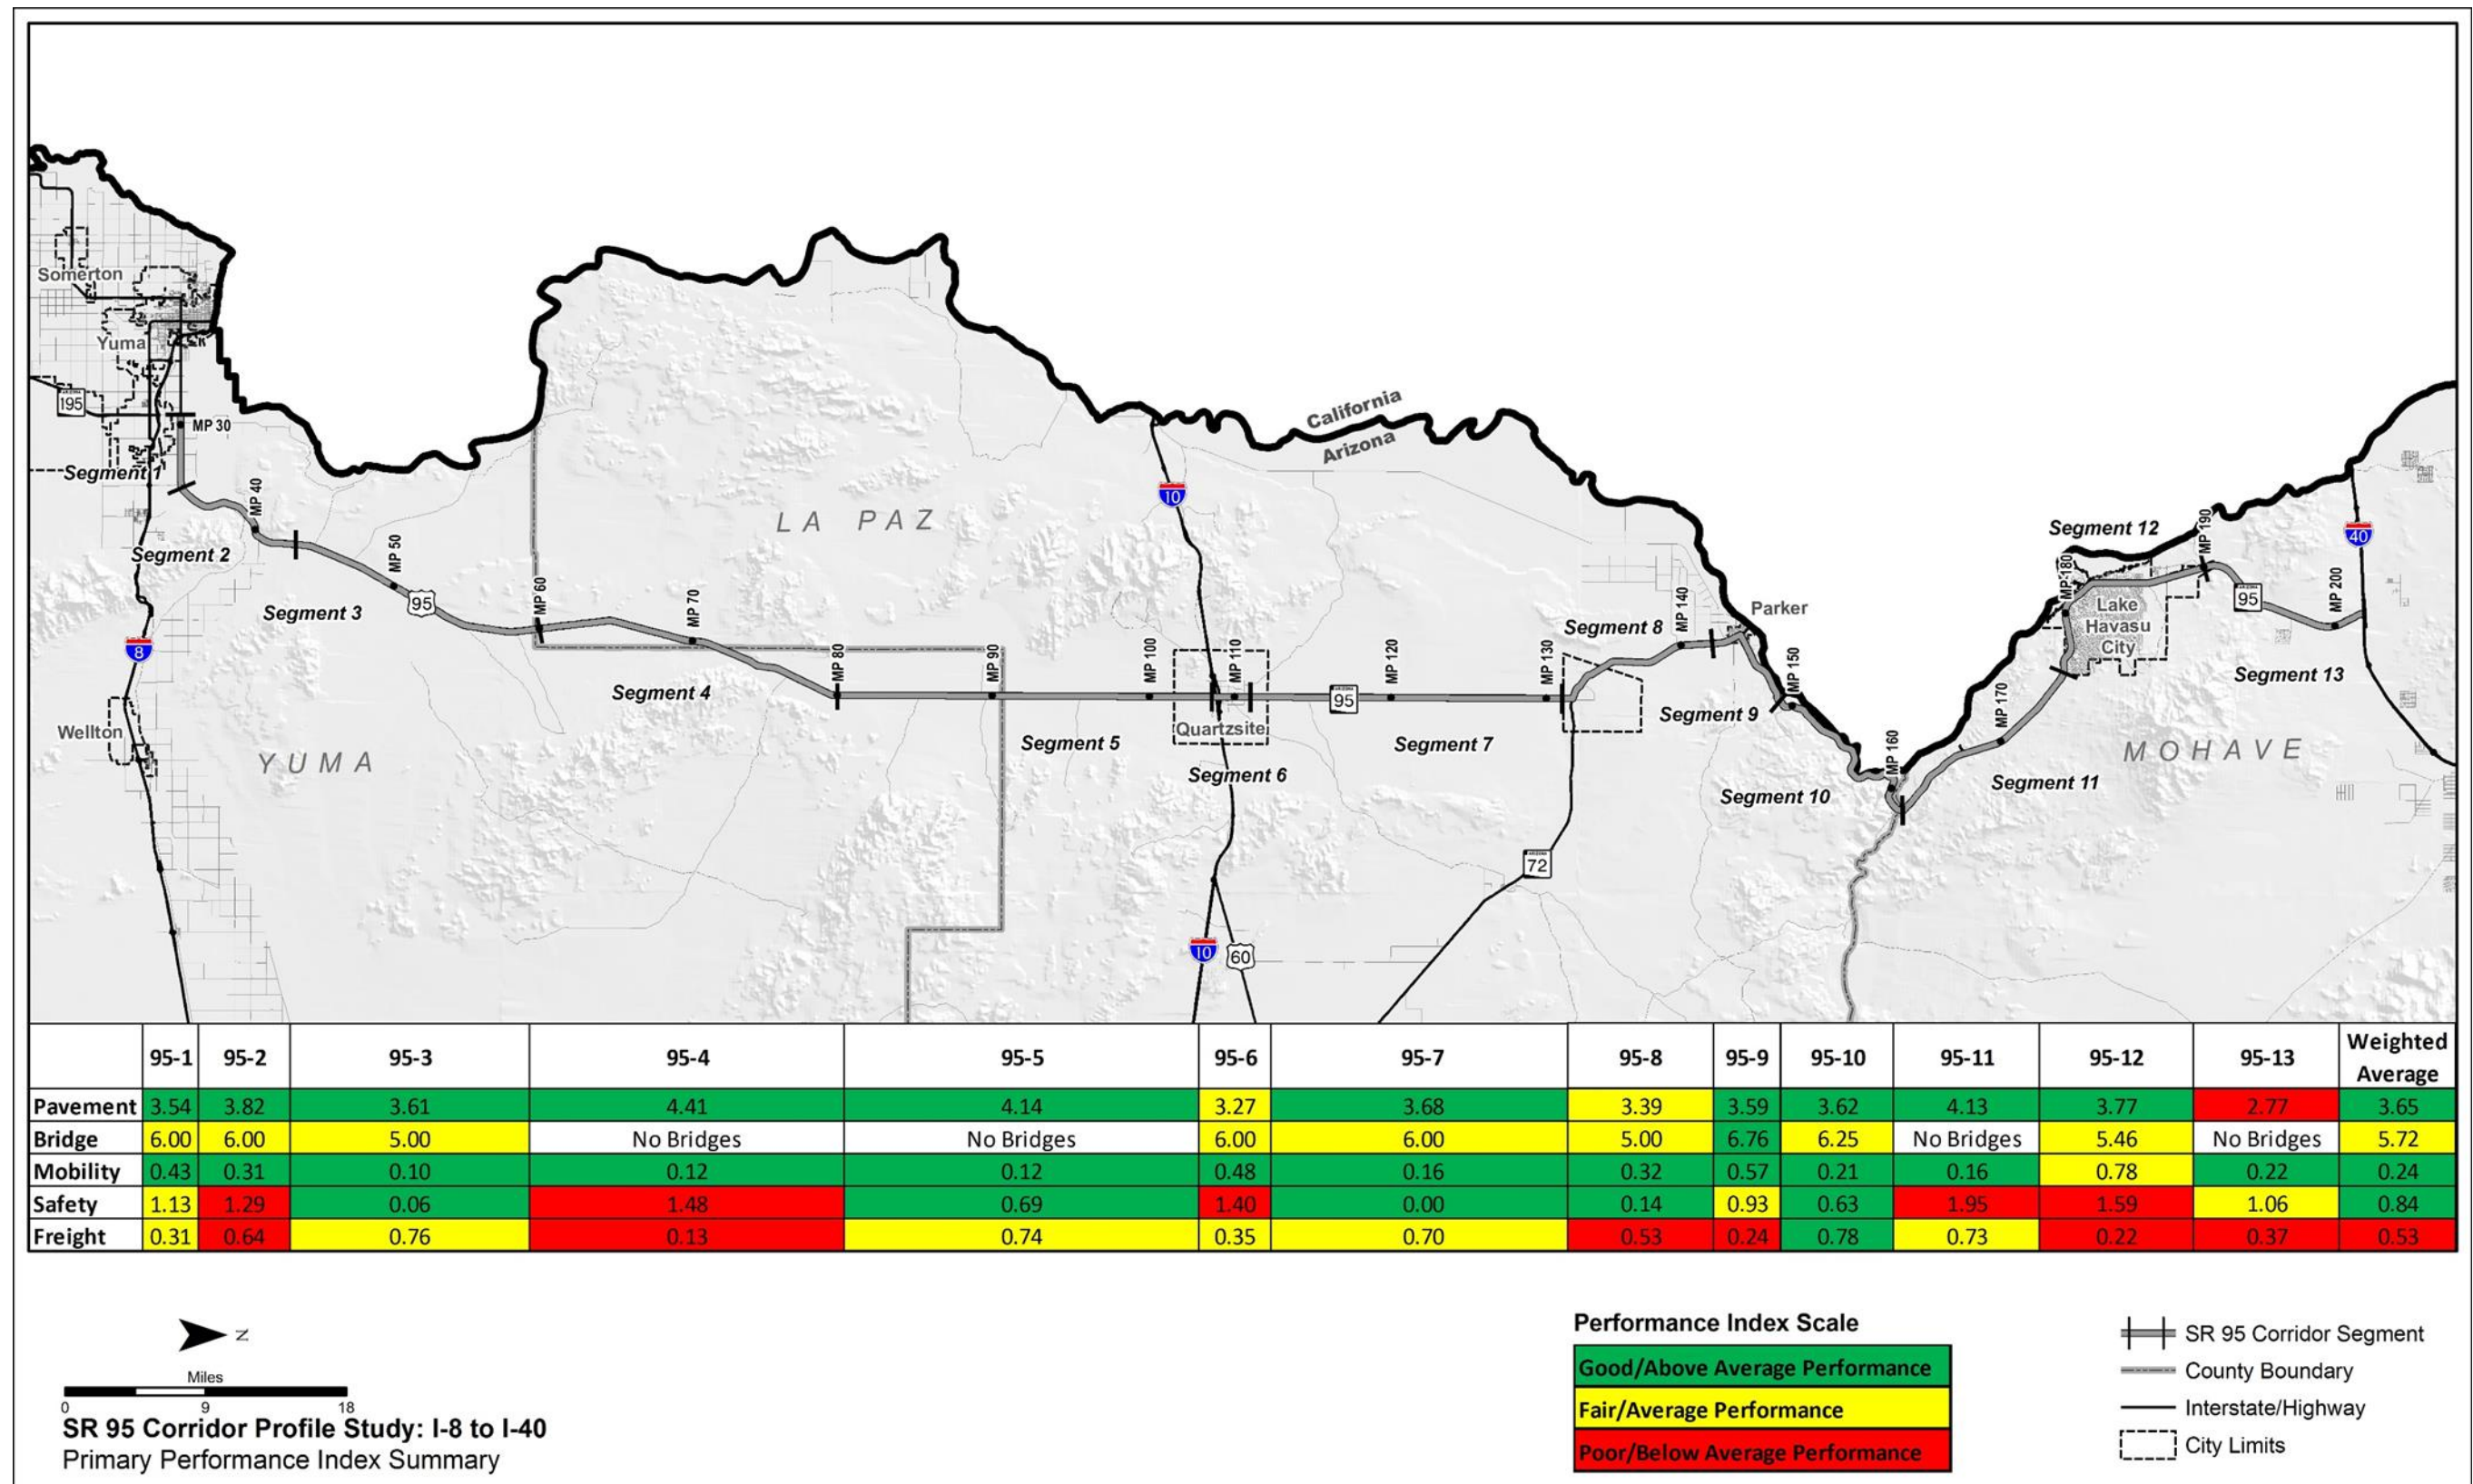 Somerton
Yuma
195
MP 30
Segment 1
MP 40
Segment 2
MP 50
95
Segment 3
8
Wellton
YUMA
MP 60
LA PAZ
MP 70
Segment 4
MP 80
MP 90
Segment 5
MP 100
10
MP 110
Quartzsite
Segment 6
10
60
California
Arizona
95
MP 120
Segment 7
MP 130
ARIZONA
72
Segment 8
MP 140
Parker
Segment 9
MP 150
Segment 10
MP 160
MP 170
Segment 11
MOHAVE
Segment 12
MP 180
Lake
Havasu
City
MP 190
95
MP 200
40
Segment 13
95-1 95-2 95-3 95-4 95-5 95-6 95-7 95-8 95-9 95-10 95-11 95-12 95-13 Weighted Average
Pavement 3.54 3.82 3.61 4.41 4.14 3.27 3.68 3.39 3.59 3.62 4.13 3.77 2.77 3.65
Bridge 6.00 6.00 5.00 No Bridges No Bridges 6.00 6.00 5.00 6.76 6.25 No Bridges 5.46 No Bridges 5.72
Mobility 0.43 0.31 0.10 0.12 0.12 0.48 0.16 0.32 0.57 0.21 0.16 0.78 0.22 0.24
Safety 1.13 1.29 0.06 1.48 0.69 1.40 0.00 0.14 0.93 0.63 1.95 1.59 1.06 0.84
Freight 0.31 0.64 0.76 0.13 0.74 0.35 0.70 0.53 0.24 0.78 0.73 0.22 0.37 0.53
N
Miles
0 9 18
SR 95 Corridor Profile Study: I-8 to I-40
Primary Performance Index Summary
Performance Index Scale
Good/Above Average Performance
Fair/Average Performance
Poor/Below Average Performance
SR 95 Corridor Segment
County Boundary
Interstate/Highway
City Limits